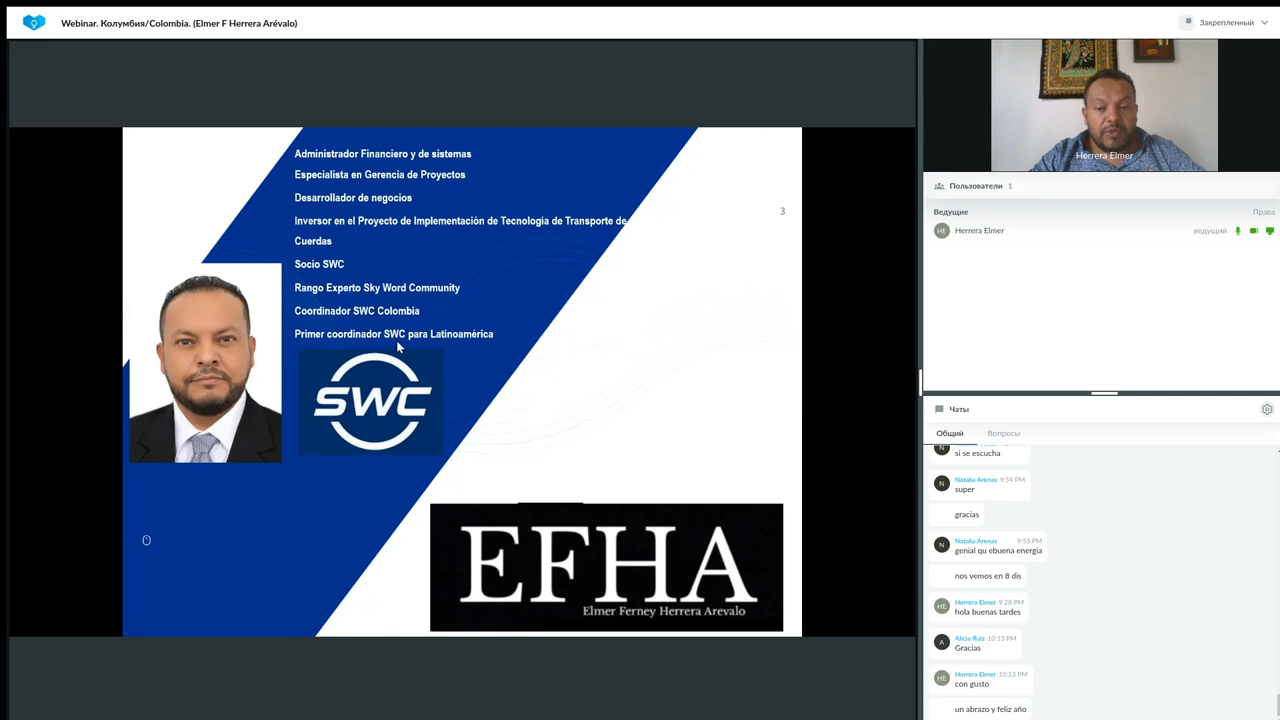 Webinar. Колумбия/Colombia. (Elmer F Herrera Arévalo)
Закрепленный
Administrador Financiero y de sistemas
Especialista en Gerencia de Proyectos
Desarrollador de negocios
Inversor en el Proyecto de Implementación de Tecnología de Transporte de
Cuerdas
Socio SWC
Rango Experto Sky Word Community
Coordinador SWC Colombia
Primer coordinador SWC para Latinoamérica
3
SWC
EFHA
Elmer Ferney Herrera Arevalo
Herrera Elmer
Пользователи 1
Ведущие Права
HE Herrera Elmer ведущий
Чаты
Общий Вопросы
N
si se escucha
N Natalia Arenas 9:54 PM
super
gracias
N Natalia Arenas 9:55 PM
genial qu ebuena energia
nos vemos en 8 dis
HE Herrera Elmer 9:28 PM
hola buenas tardes
A Alicia Ruiz 10:13 PM
Gracias
HE Herrera Elmer 10:13 PM
con gusto
un abrazo y feliz año